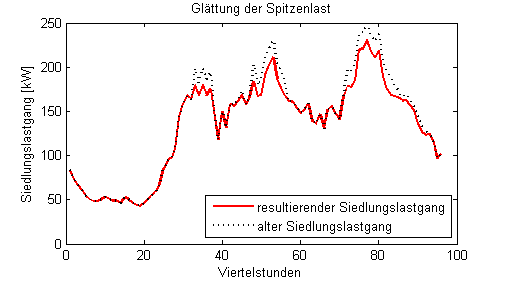 Glättung der Spitzenlast
Siedlungslastgang [kW]
250
200
150
100
50
0
0 20 40 60 80 100
Viertelstunden
resultierender Siedlungslastgang
alter Siedlungslastgang